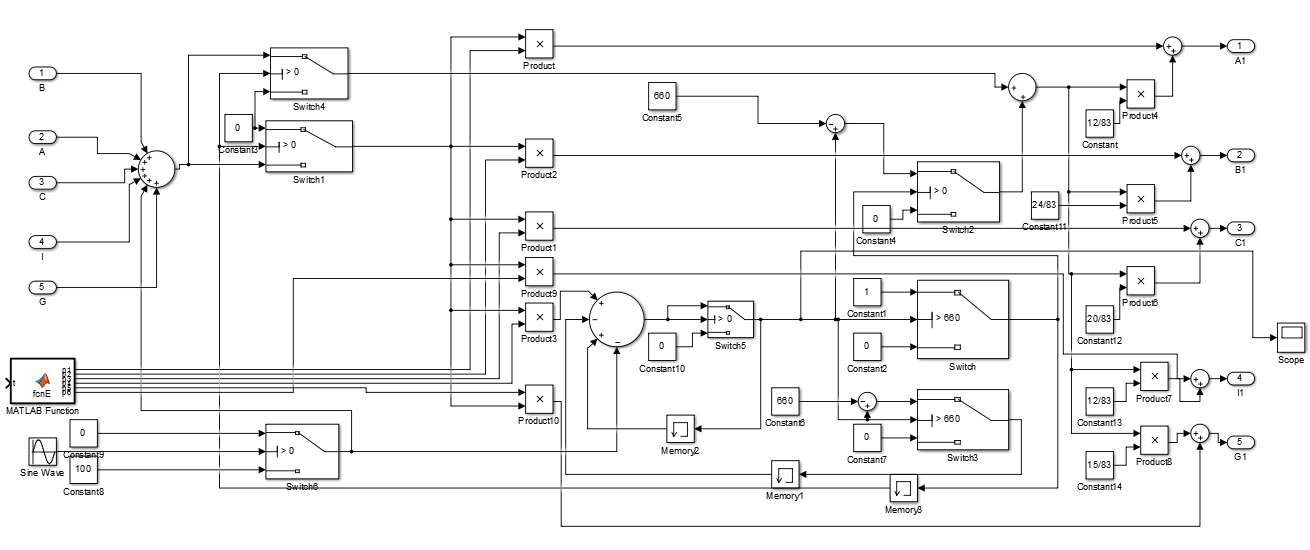 1
B
2
A
3
C
4
I
5
G
> 0
Switch4
0
Constant3
> 0
Switch1
Product
Product2
Product1
Product9
Product3
Product10
t
fcnE
MATLAB Function
0
Constant9
Sine Wave
100
Constant8
> 0
Switch6
660
Constant5
0
Constant4
> 0
Switch2
> 0
Switch5
0
Constant10
1
Constant1
0
Constant2
> 660
Switch
660
Constant6
0
Constant7
> 660
Switch3
Memory2
Memory1
Memory3
12/83
Constant
Product4
24/83
Constant11
Product5
20/83
Constant12
Product6
12/83
Constant13
Product7
15/83
Constant14
Product8
1
A1
2
B1
3
C1
Scope
4
I1
5
G1